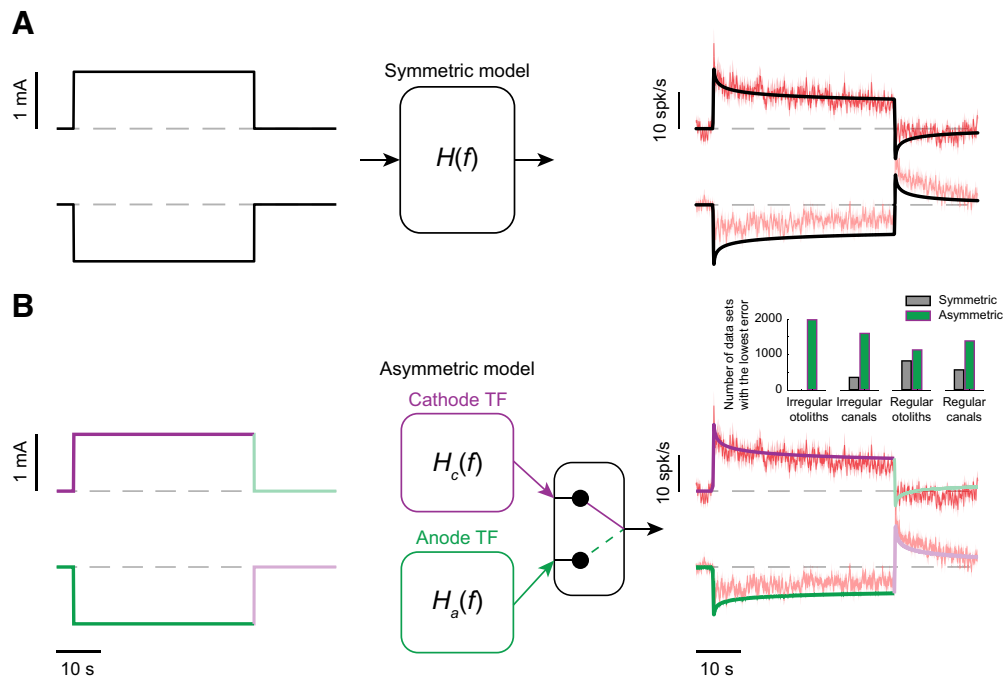 A
1 mA
Symmetric model
H(f)
10 spk/s
B
1 mA
Asymmetric model
Cathode TF
Hc(f)
Anode TF
Ha(f)
Number of data sets
with the lowest error
2000
1000
0
Symmetric
Asymmetric
Irregular
otoliths
Irregular
canals
Regular
otoliths
Regular
canals
10 spk/s
10 s
10 s